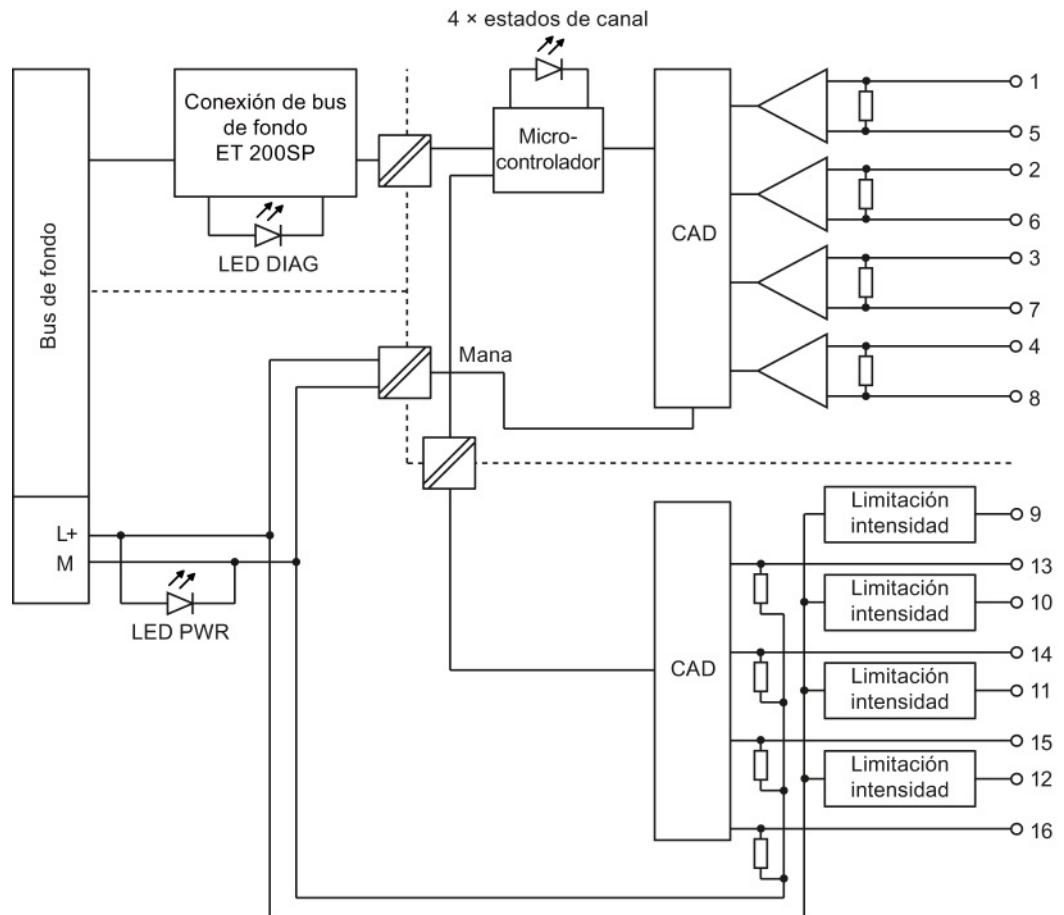 4 × estados de canal
Conexión de bus
de fondo
ET 200SP
LED DIAG
Micro-
controlador
CAD
1
5
2
6
3
7
4
8
Bus de fondo
Mana
L+
M
LED PWR
CAD
Limitación
intensidad
9
13
Limitación
intensidad
10
14
Limitación
intensidad
11
15
Limitación
intensidad
12
16